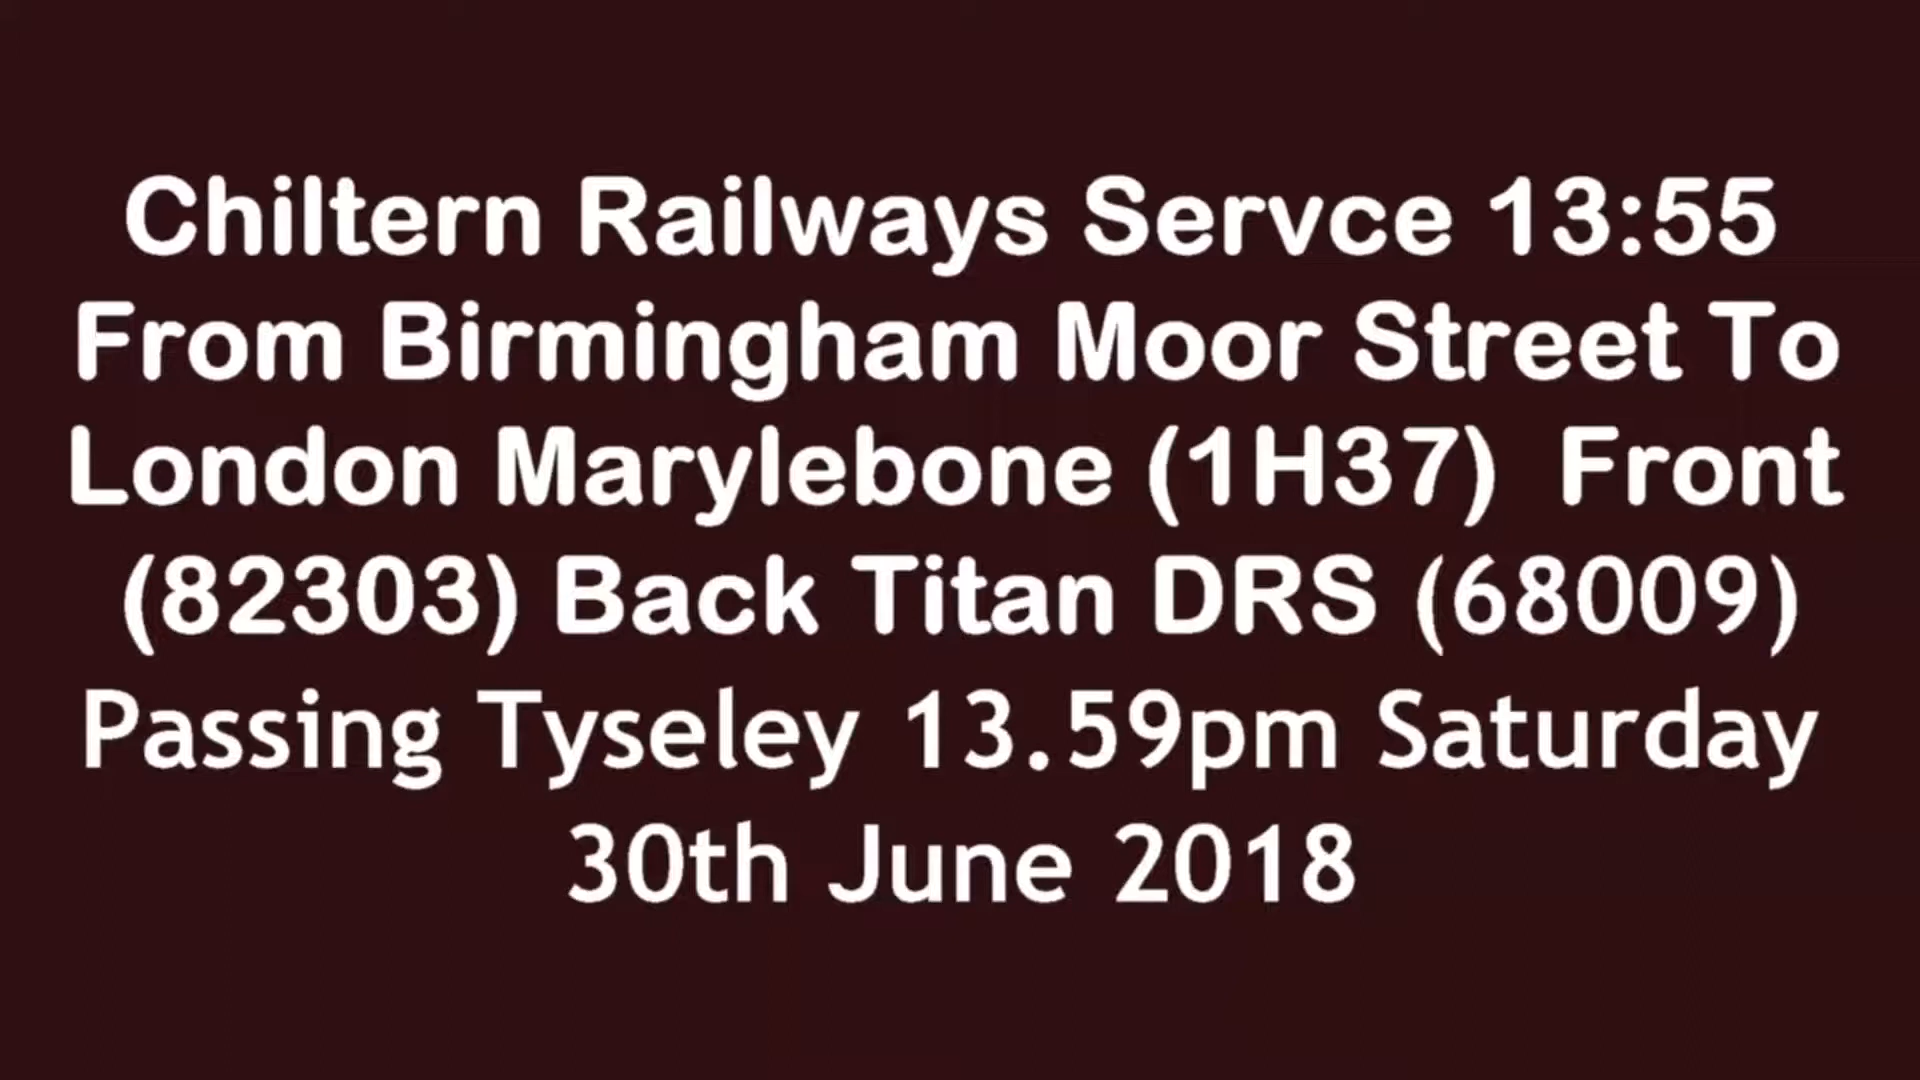 Chiltern Railways Servce 13:55
From Birmingham Moor Street To
London Marylebone (1H37)  Front
(82303) Back Titan DRS (68009)
Passing Tyseley 13.59pm Saturday
30th June 2018